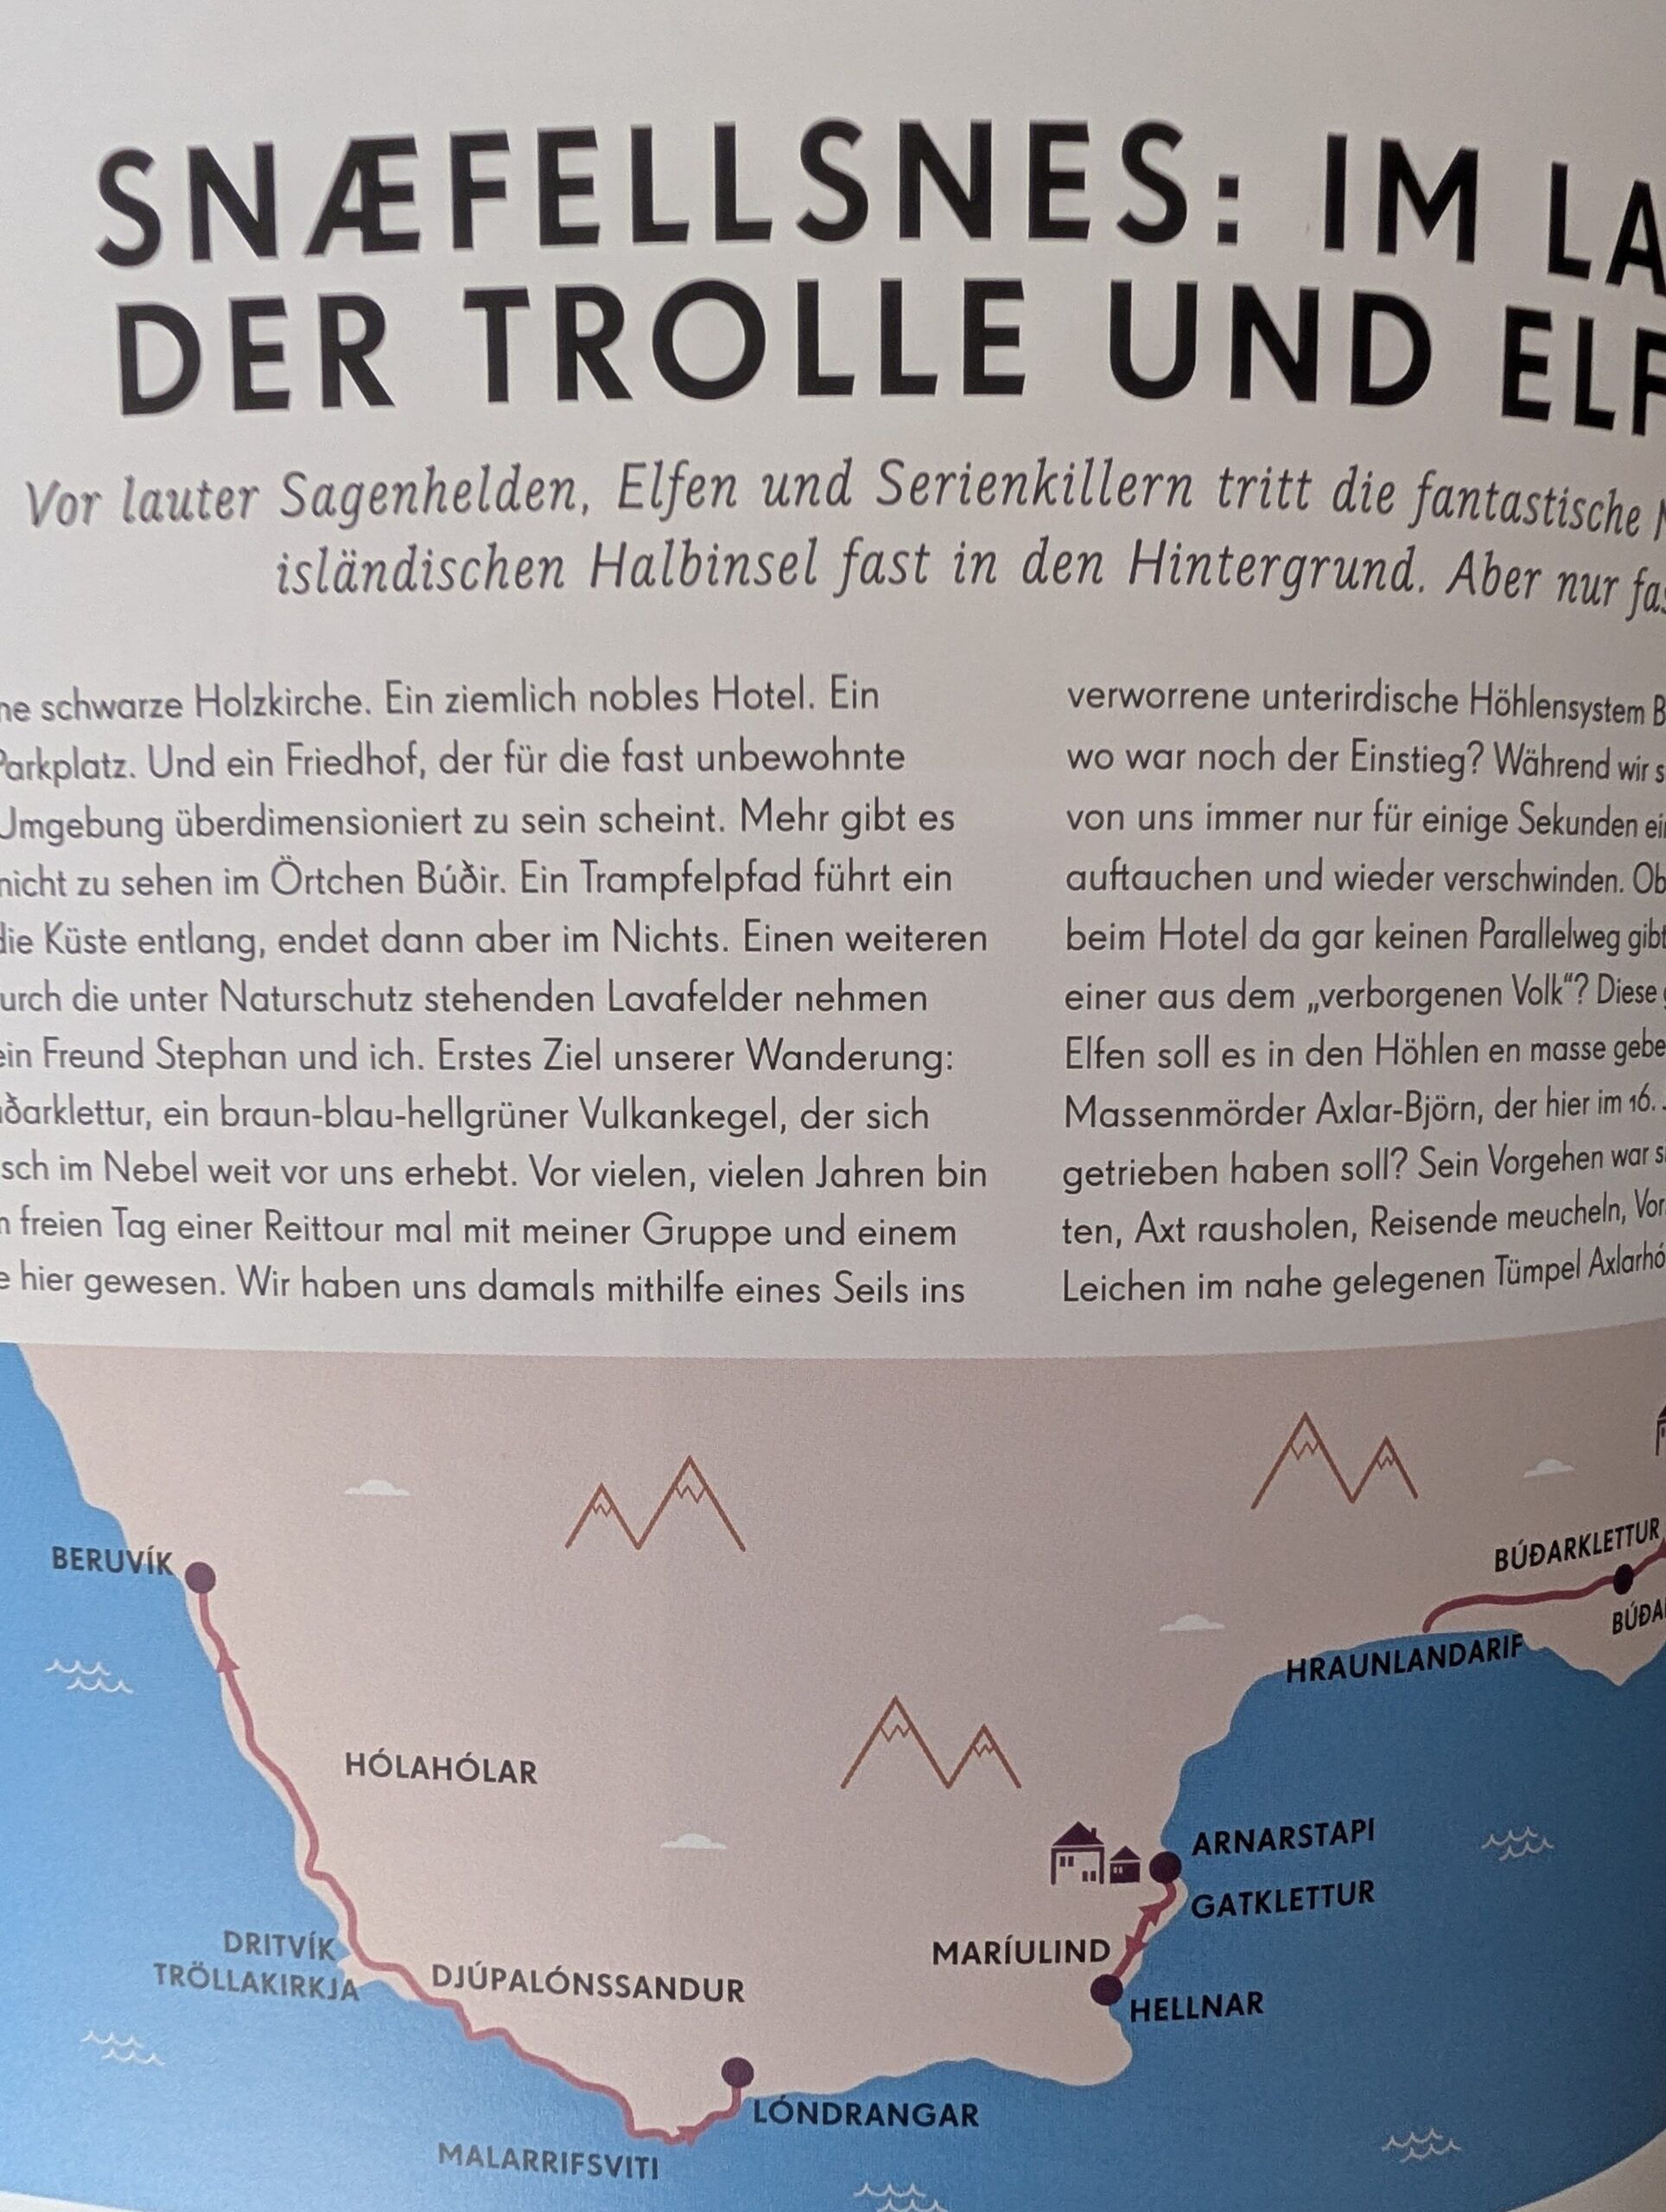 SNÆFELLSNES: IM
DER TROLLE UND
Vor lauter Sagenhelden, Elfen und Serienkillern tritt die fantastische
isländischen Halbinsel fast in den Hintergrund. Aber nur
schwarze Holzkirche. Ein ziemlich nobles Hotel. Ein
Parkplatz. Und ein Friedhof, der für die fast unbewohnte
Umgebung überdimensioniert zu sein scheint. Mehr gibt es
nicht zu sehen im Örtchen Búðir. Ein Trampfelpfad führt ein
die Küste entlang, endet dann aber im Nichts. Einen weiteren
die unter Naturschutz stehenden Lavafelder nehmen
Freund Stephan und ich. Erstes Ziel unserer Wanderung:
ein braun-blau-hellgrüner Vulkankegel, der sich
im Nebel weit vor uns erhebt. Vor vielen, vielen Jahren bin
freien Tag einer Reittour mal mit meiner Gruppe und einem
hier gewesen. Wir haben uns damals mithilfe eines Seils ins
verworrene unterirdische Höhlensystem
wo war noch der Einstieg? Während wir
von uns immer nur für einige Sekunden
auftauchen und wieder verschwinden.
beim Hotel da gar keinen Parallelweg gibt
einer aus dem „verborgenen Volk“? Diese
Elfen soll es in den Höhlen en masse
Massenmörder Axlar-Björn, der hier im 16.
getrieben haben soll? Sein Vorgehen war
ten, Axt rausholen, Reisende meucheln,
Leichen im nahe gelegenen Tümpel
BÚÐARKLETTUR
BERUVÍK
HRAUNLANDARIF
HÓLAHÓLAR
ARNARSTAPI
GATKLETTUR
DRITVÍK
TRÖLLAKIRKJA
DJÚPALÓNSSANDUR
MARÍULIND
HELLNAR
LÓNDRANGAR
MALARRIFSVITI